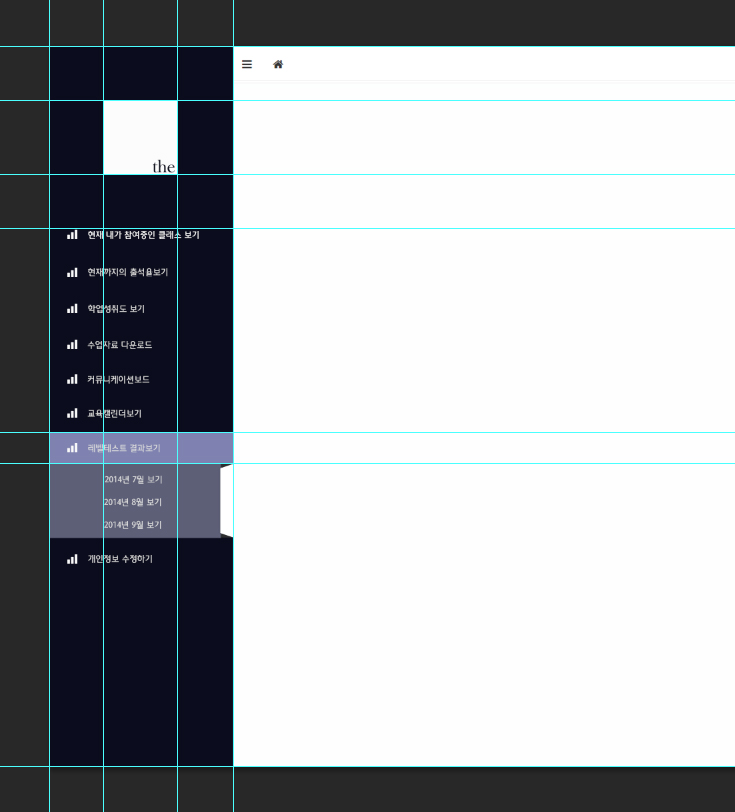 the
현재 내가 참여중인 클래스 보기
현재까지의 출석율보기
학업성취도 보기
수업자료 다운로드
커뮤니케이션보드
교육캘린더보기
레벨테스트 결과보기
2014년 7월 보기
2014년 8월 보기
2014년 9월 보기
개인정보 수정하기